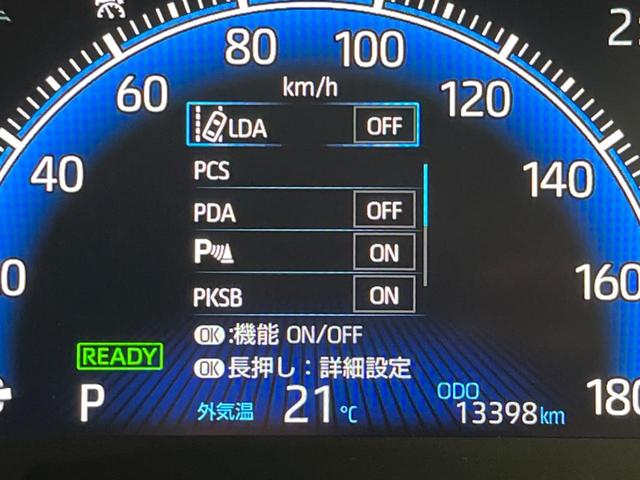 80 100
km/h
60 120
40 140
160
180
LDA OFF
PCS
PDA OFF
P ON
PKSB ON
OK:機能 ON/OFF
OK長押し:詳細設定
READY
P
外気温 21℃
ODO
13398km